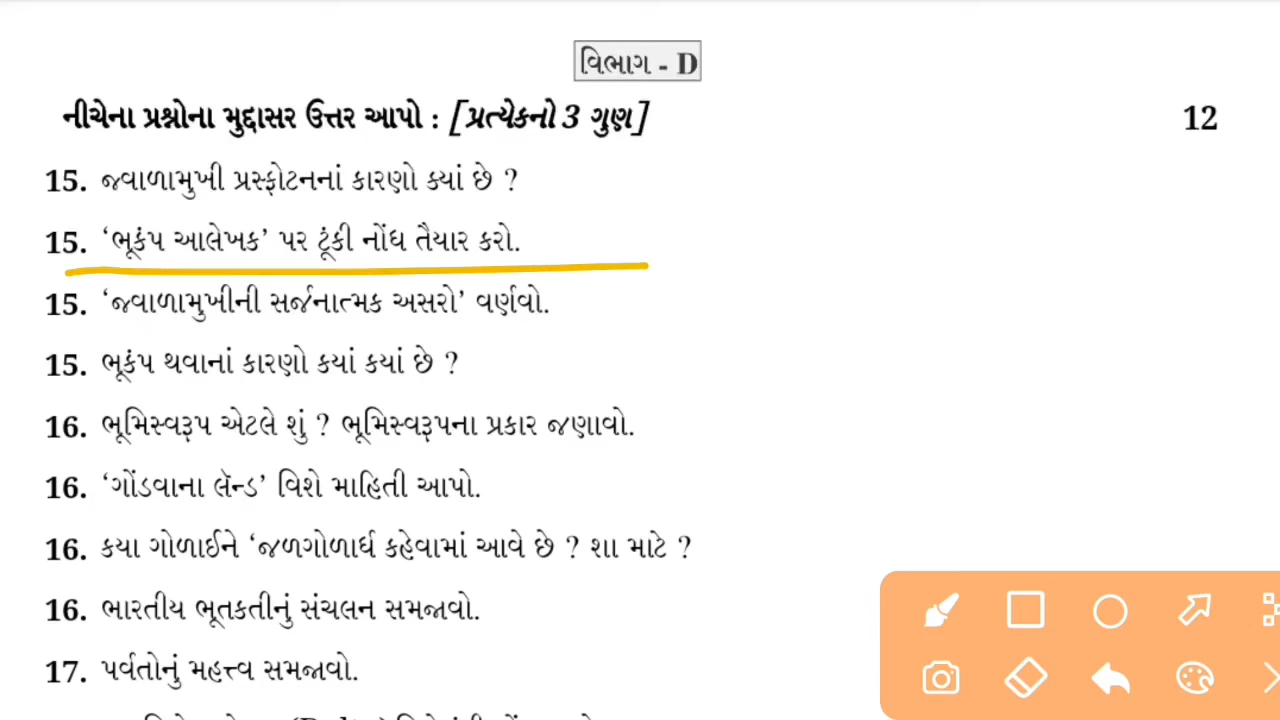 વિભાગ - D
નીચેના પ્રશ્નોના મુદ્દાસર ઉત્તર આપો : [પ્રત્યેકનો 3 ગુણ] 12
15. જ્વાળામુખી પ્રસ્ફોટનનાં કારણો ક્યાં છે ?
15. ‘ભૂકંપ આલેખક’ પર ટૂંકી નોંધ તૈયાર કરો.
15. ‘જ્વાળામુખીની સર્જનાત્મક અસરો’ વર્ણવો.
15. ભૂકંપ થવાનાં કારણો કયાં કયાં છે ?
16. ભૂમિસ્વરૂપ એટલે શું ? ભૂમિસ્વરૂપના પ્રકાર જણાવો.
16. ‘ગોંડવાના લૅન્ડ’ વિશે માહિતી આપો.
16. કયા ગોળાઈને ‘જળગોળાર્ધ કહેવામાં આવે છે ? શા માટે ?
16. ભારતીય ભૂતકતીનું સંચલન સમજાવો.
17. પર્વતોનું મહત્ત્વ સમજાવો.